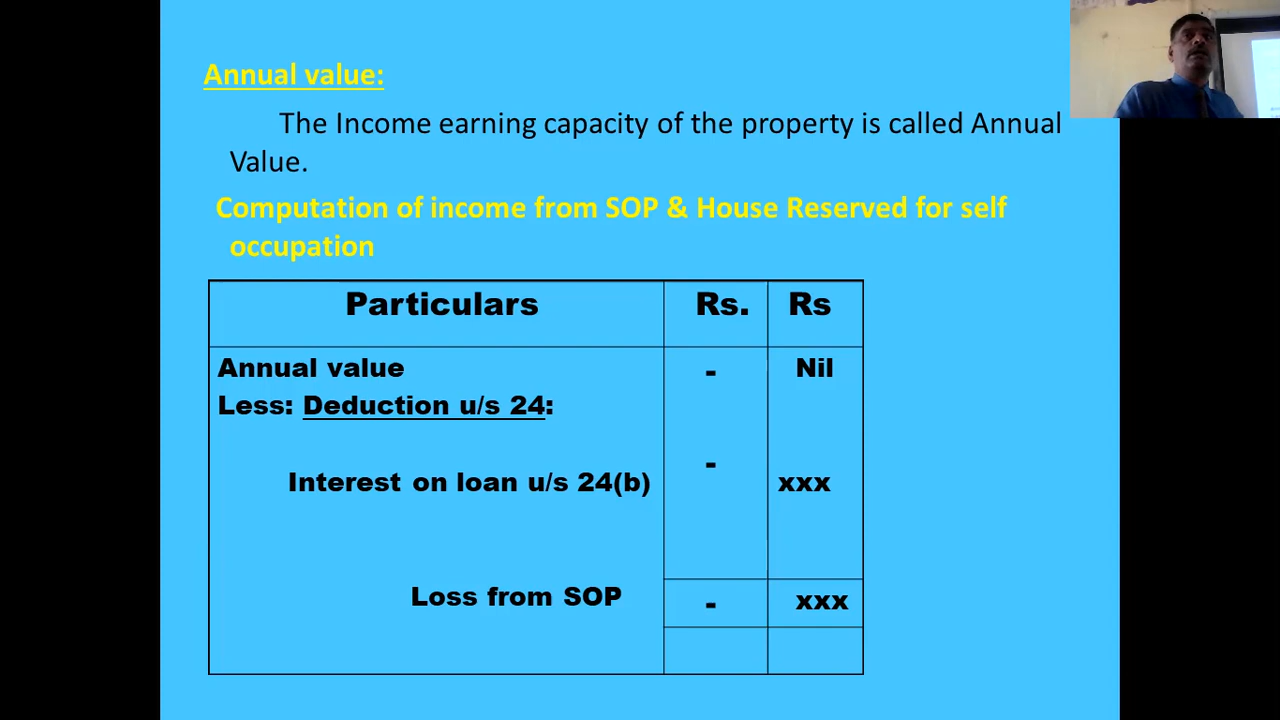 Annual value:
The Income earning capacity of the property is called Annual
Value.
Computation of income from SOP & House Reserved for self
occupation
Particulars Rs. Rs
Annual value - Nil
Less: Deduction u/s 24:
-
Interest on loan u/s 24(b) xxx
Loss from SOP - xxx